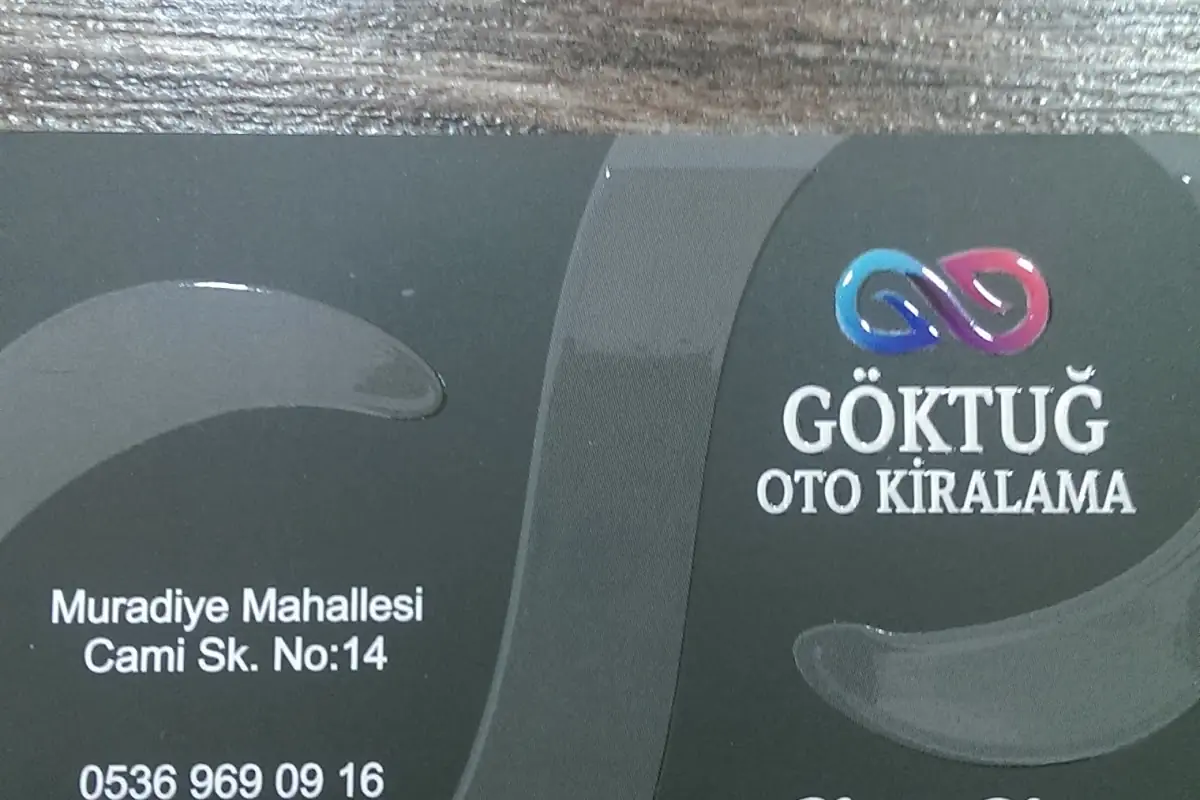 GÖKTUĞ
OTO KİRALAMA
Muradiye Mahallesi
Cami Sk. No:14
0536 969 09 16